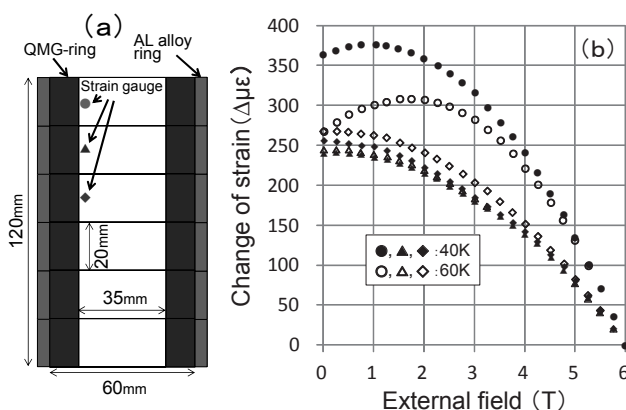 (a)
QMG-ring
AL alloy
ring
Strain gauge
120mm
20mm
35mm
60mm
(b)
Change of strain (Δµε)
400
350
300
250
200
150
100
50
0
●, ▲, ◆ :40K
○, △, ◇ :60K
0 1 2 3 4 5 6
External field (T)